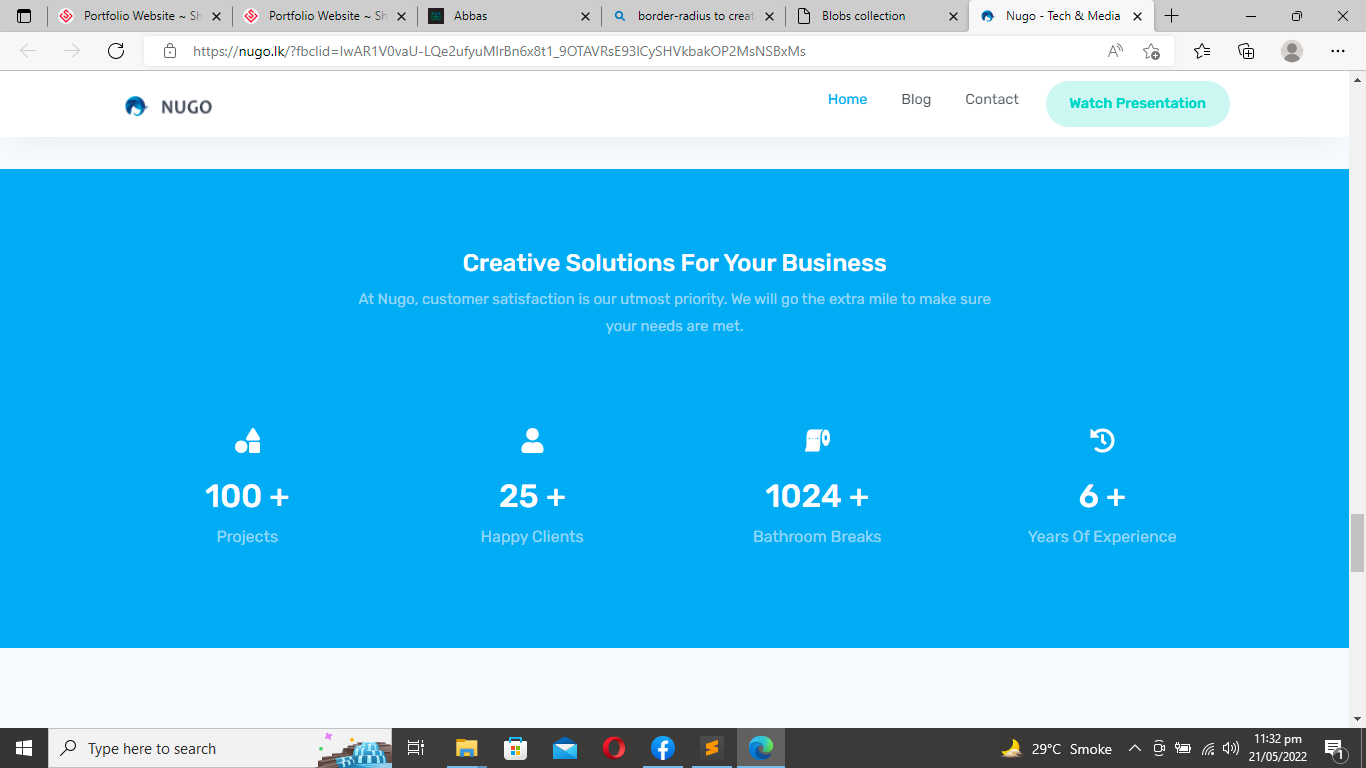 Portfolio Website ~ Sh
Portfolio Website ~ Sh
Abbas
border-radius to creat
Blobs collection
Nugo - Tech & Media
https://nugo.lk/?fbclid=IwAR1V0vaU-LQe2ufyuMIrBn6x8t1_9OTAVRsE93ICySHVkbakOP2MsNSBxMs
NUGO
Home
Blog
Contact
Watch Presentation
Creative Solutions For Your Business
At Nugo, customer satisfaction is our utmost priority. We will go the extra mile to make sure
your needs are met.
100 +
Projects
25 +
Happy Clients
1024 +
Bathroom Breaks
6 +
Years Of Experience
Type here to search
29°C Smoke
11:32 pm
21/05/2022
1